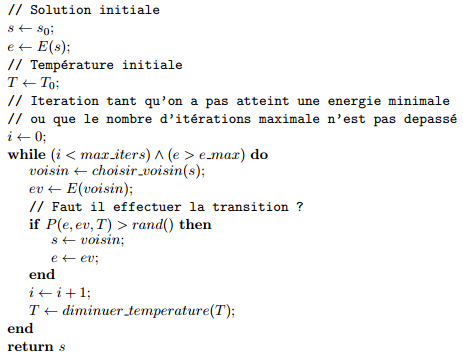 // Solution initiale
s ← s₀;
e ← E(s);
// Température initiale
T ← T₀;
// Iteration tant qu'on a pas atteint une energie minimale
// ou que le nombre d'itérations maximale n'est pas depassé
i ← 0;
while (i < max_iters) ∧ (e > e_max) do
voisin ← choisir_voisin(s);
ev ← E(voisin);
// Faut il effectuer la transition ?
if P(e, ev, T) > rand() then
s ← voisin;
e ← ev;
end
i ← i + 1;
T ← diminuer_temperature(T);
end
return s